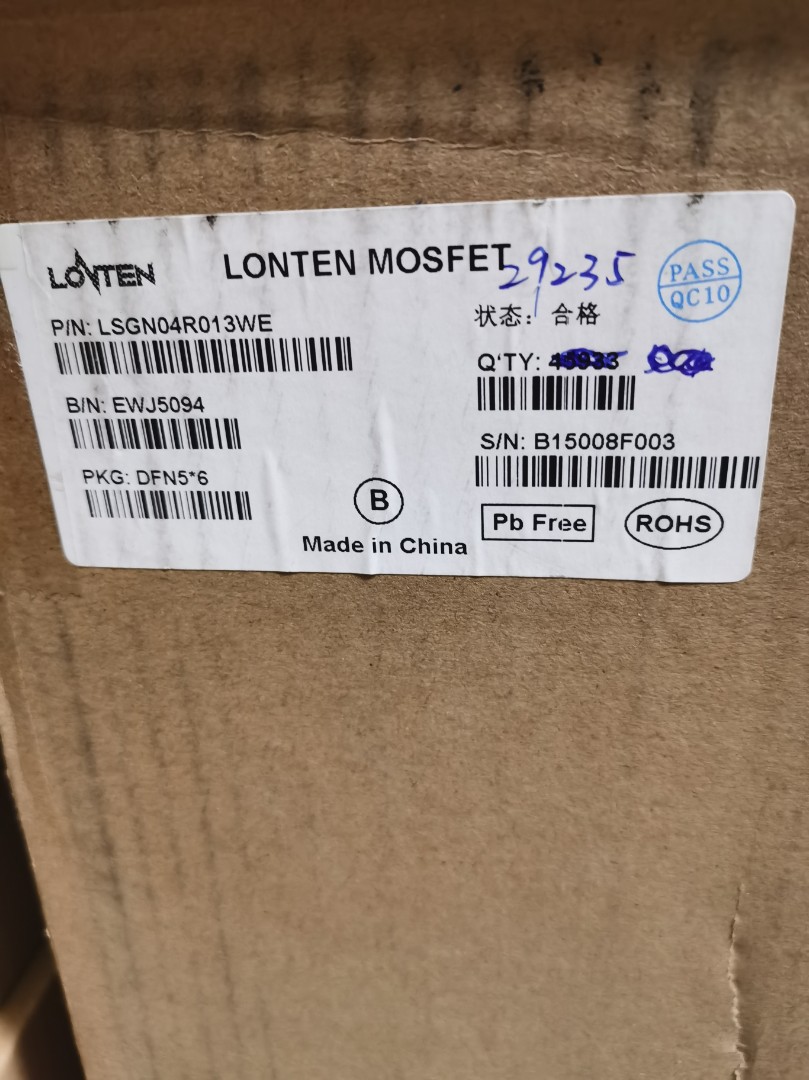 LONTEN
LONTEN MOSFET
29235
PASS
QC10
P/N: LSGN04R013WE
状态: 合格
Q'TY:
B/N: EWJ5094
S/N: B15008F003
PKG: DFN5*6
B
Pb Free
ROHS
Made in China